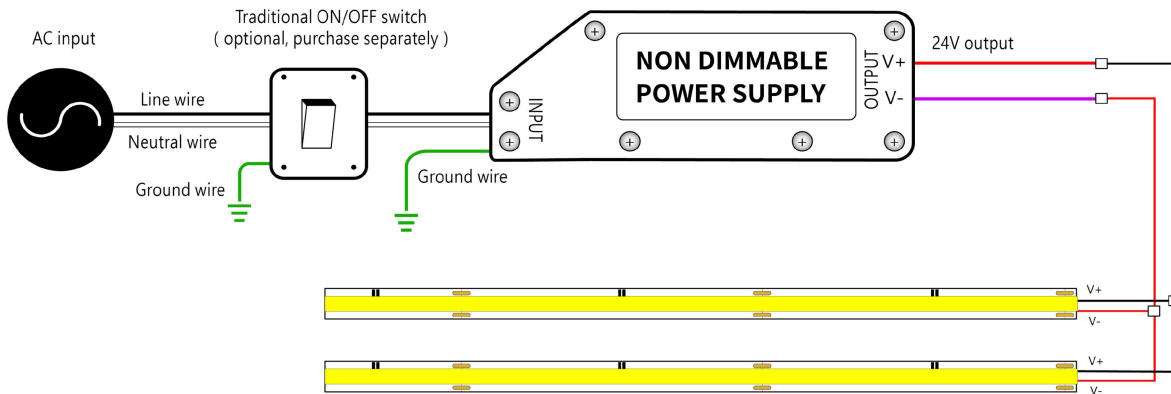 Traditional ON/OFF switch
( optional, purchase separately )
AC input
Line wire
Neutral wire
Ground wire
Ground wire
INPUT
NON DIMMABLE
POWER SUPPLY
OUTPUT
V+
V-
24V output
V+
V-
V+
V-